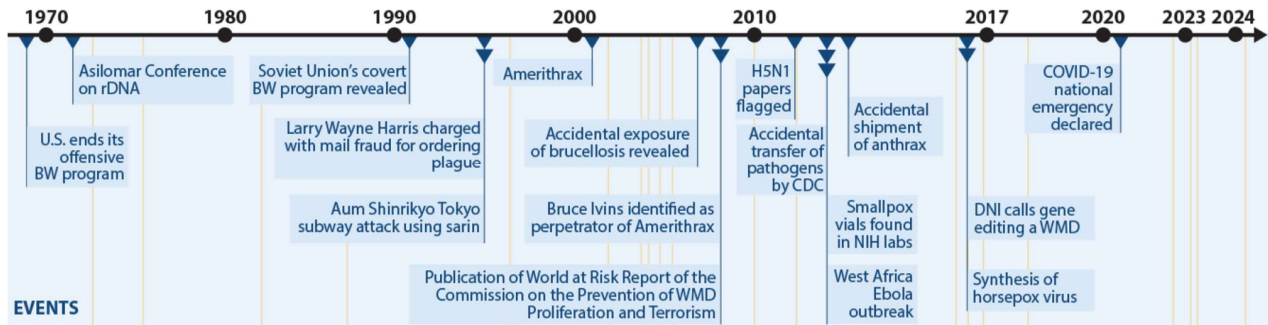 1970 1980 1990 2000 2010 2017 2020 2023 2024
Asilomar Conference
on rDNA
U.S. ends its
offensive
BW program
Soviet Union's covert
BW program revealed
Larry Wayne Harris charged
with mail fraud for ordering
plague
Aum Shinrikyo Tokyo
subway attack using sarin
Amerithrax
Accidental exposure
of brucellosis revealed
Bruce Ivins identified as
perpetrator of Amerithrax
Publication of World at Risk Report of the
Commission on the Prevention of WMD
Proliferation and Terrorism
H5N1
papers
flagged
Accidental
transfer of
pathogens
by CDC
Accidental
shipment
of anthrax
Smallpox
vials found
in NIH labs
West Africa
Ebola
outbreak
DNI calls gene
editing a WMD
Synthesis of
horsepox virus
COVID-19
national
emergency
declared
EVENTS